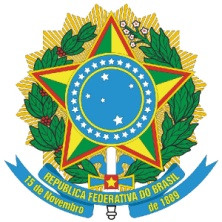 REPÚBLICA FEDERATIVA DO BRASIL
15 de Novembro de 1889